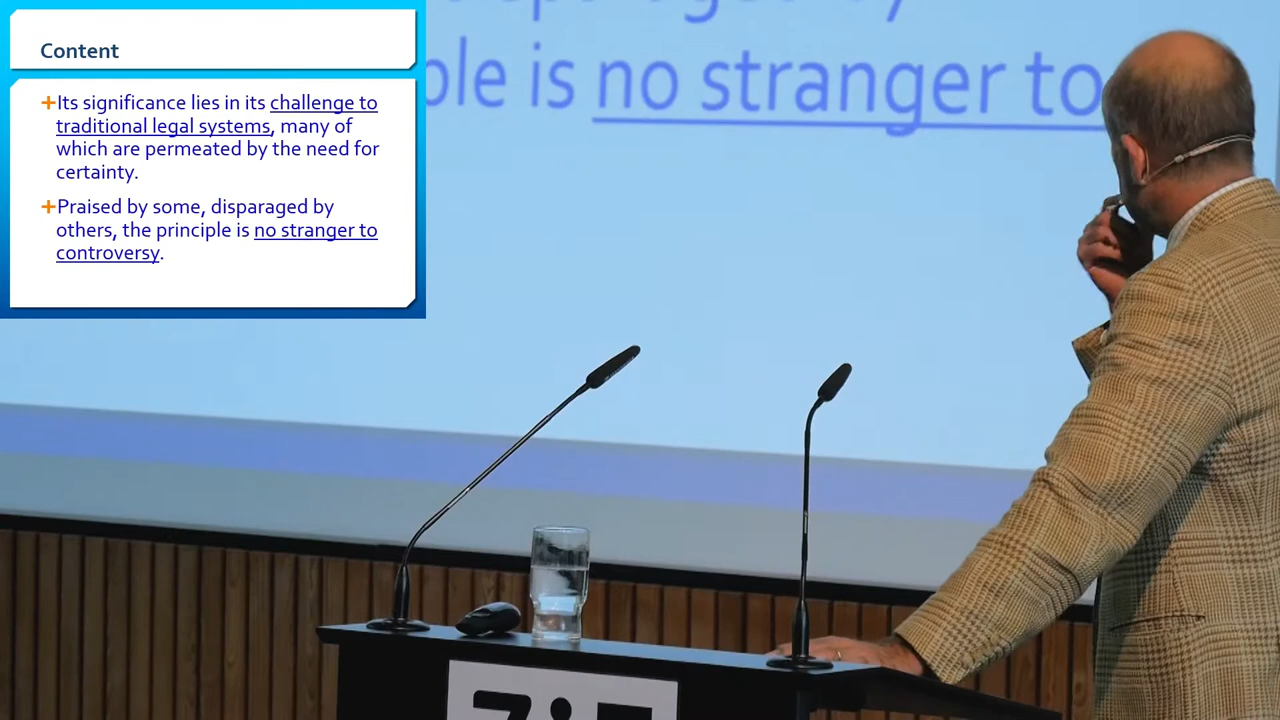 Content
Its significance lies in its challenge to
traditional legal systems, many of
which are permeated by the need for
certainty.
Praised by some, disparaged by
others, the principle is no stranger to
controversy.
disparaged by
ple is no stranger to